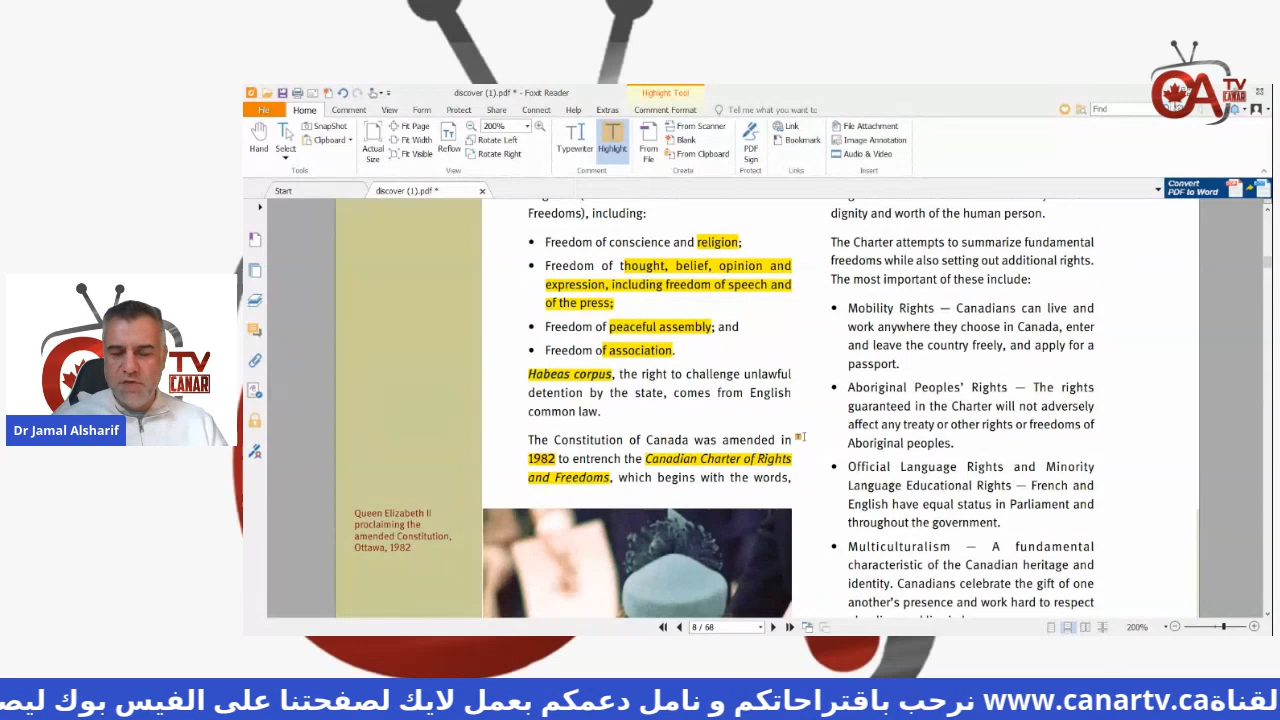 TV
CANAR
discover (1).pdf * - Foxit Reader
Highlight Tool
File
Home
Comment
View
Form
Protect
Share
Connect
Help
Extras
Comment Format
Tell me what you want to
Find
Hand
Select
SnapShot
Clipboard
Tools
Actual Size
Fit Page
Fit Width
Fit Visible
Reflow
200%
Rotate Left
Rotate Right
View
Typewriter
Highlight
Comment
From File
From Scanner
Blank
From Clipboard
Create
PDF Sign
Protect
Link
Bookmark
Links
File Attachment
Image Annotation
Audio & Video
Insert
Start
discover (1).pdf *
Convert
PDF to Word
Freedoms), including:
• Freedom of conscience and religion;
• Freedom of thought, belief, opinion and
expression, including freedom of speech and
of the press;
• Freedom of peaceful assembly; and
• Freedom of association.
Habeas corpus, the right to challenge unlawful
detention by the state, comes from English
common law.
The Constitution of Canada was amended in
1982 to entrench the Canadian Charter of Rights
and Freedoms, which begins with the words,
Queen Elizabeth II
proclaiming the
amended Constitution,
Ottawa, 1982
dignity and worth of the human person.
The Charter attempts to summarize fundamental
freedoms while also setting out additional rights.
The most important of these include:
• Mobility Rights — Canadians can live and
work anywhere they choose in Canada, enter
and leave the country freely, and apply for a
passport.
• Aboriginal Peoples' Rights — The rights
guaranteed in the Charter will not adversely
affect any treaty or other rights or freedoms of
Aboriginal peoples.
• Official Language Rights and Minority
Language Educational Rights — French and
English have equal status in Parliament and
throughout the government.
• Multiculturalism — A fundamental
characteristic of the Canadian heritage and
identity. Canadians celebrate the gift of one
another's presence and work hard to respect
8 / 68
200%
TV
CANAR
Dr Jamal Alsharif
القناة www.canartv.ca نرحب باقتراحاتكم و نامل دعمكم بعمل لايك لصفحتنا على الفيس بوك